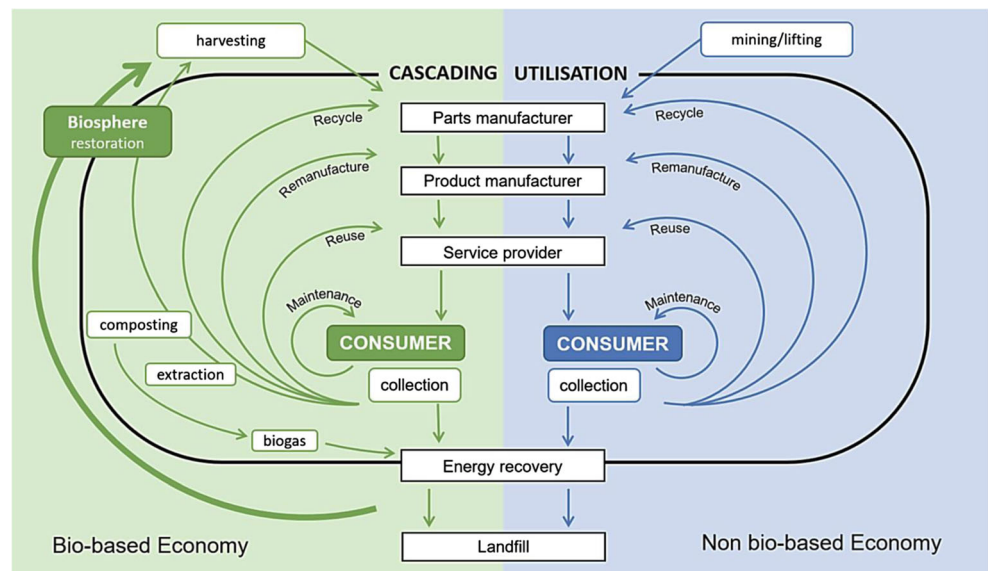 harvesting
mining/lifting
CASCADING UTILISATION
Biosphere
restoration
Recycle
Parts manufacturer
Recycle
Remanufacture
Product manufacturer
Remanufacture
Reuse
Service provider
Reuse
Maintenance
Maintenance
composting
CONSUMER
CONSUMER
extraction
collection
collection
biogas
Energy recovery
Bio-based Economy
Landfill
Non bio-based Economy